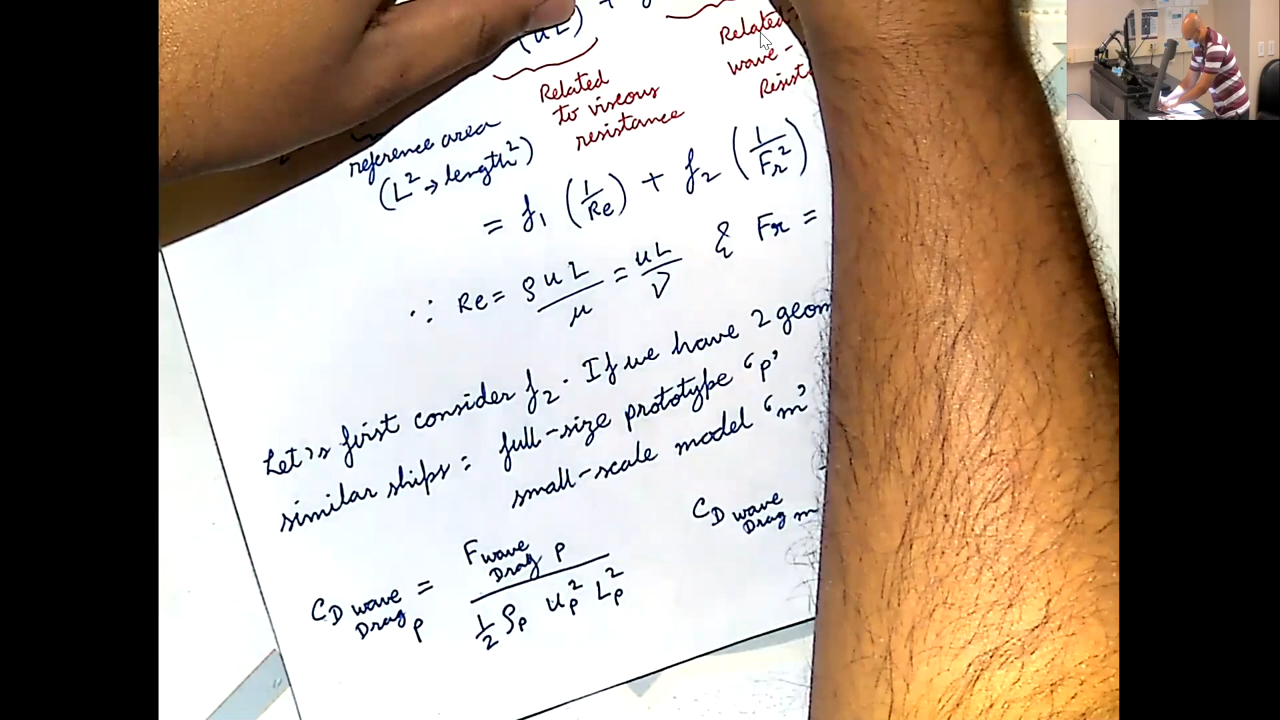 (uL) +
Related
to viscous
resistance
Related
wave-
Resist
reference area
(L² → length²)
= f₁ (1/Re) + f₂ (1/Fr²)
∵ Re = ρuL/μ = uL/ν & Fr =
Let's first consider f₂. If we have 2 geom
similar ships: full-size prototype 'p'
small-scale model 'm'
C_D wave Drag p = F wave Drag p / ½ ρp up² Lp²
C_D wave Drag m